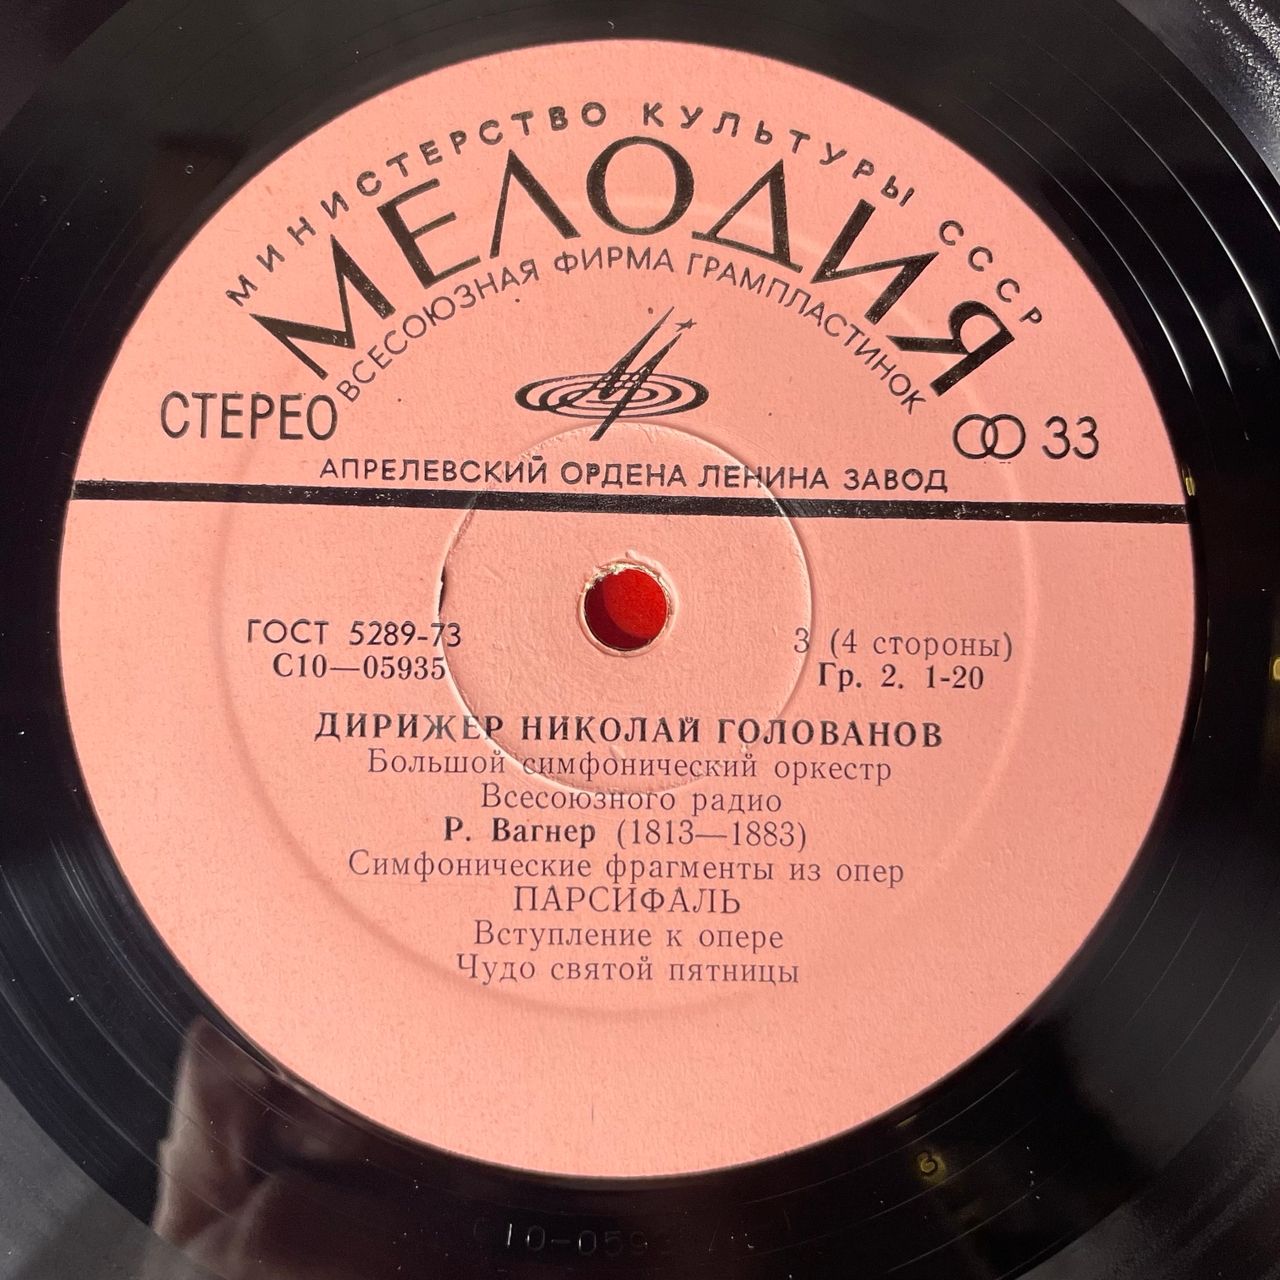 МИНИСТЕРСТВО КУЛЬТУРЫ СССР
МЕЛОДИЯ
ВСЕСОЮЗНАЯ ФИРМА ГРАМПЛАСТИНОК
СТЕРЕО
33
АПРЕЛЕВСКИЙ ОРДЕНА ЛЕНИНА ЗАВОД
ГОСТ 5289-73
С10—05935
3 (4 стороны)
Гр. 2. 1-20
ДИРИЖЕР НИКОЛАЙ ГОЛОВАНОВ
Большой симфонический оркестр
Всесоюзного радио
Р. Вагнер (1813—1883)
Симфонические фрагменты из опер
ПАРСИФАЛЬ
Вступление к опере
Чудо святой пятницы
3